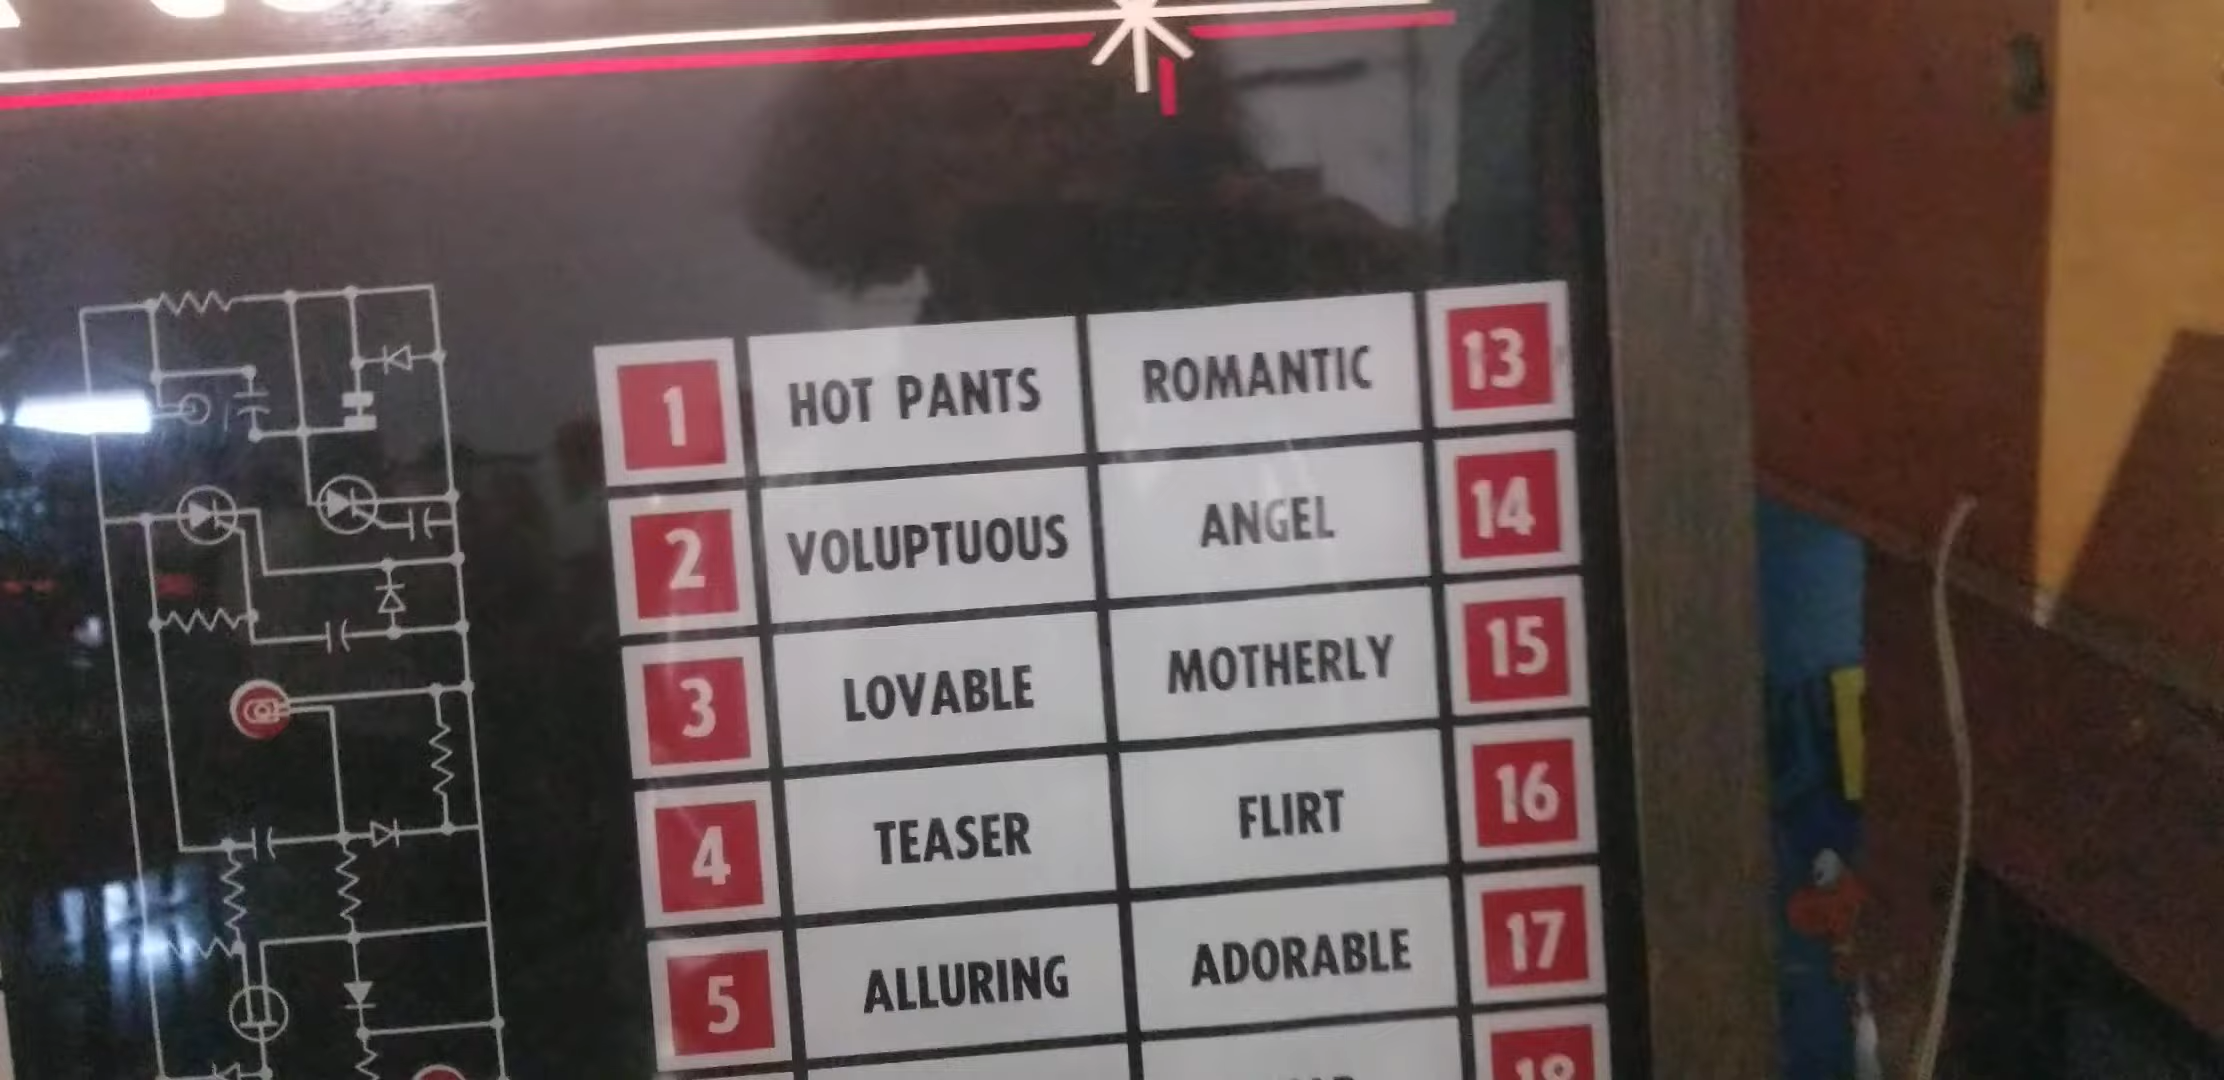 1 HOT PANTS ROMANTIC 13
2 VOLUPTUOUS ANGEL 14
3 LOVABLE MOTHERLY 15
4 TEASER FLIRT 16
5 ALLURING ADORABLE 17
18